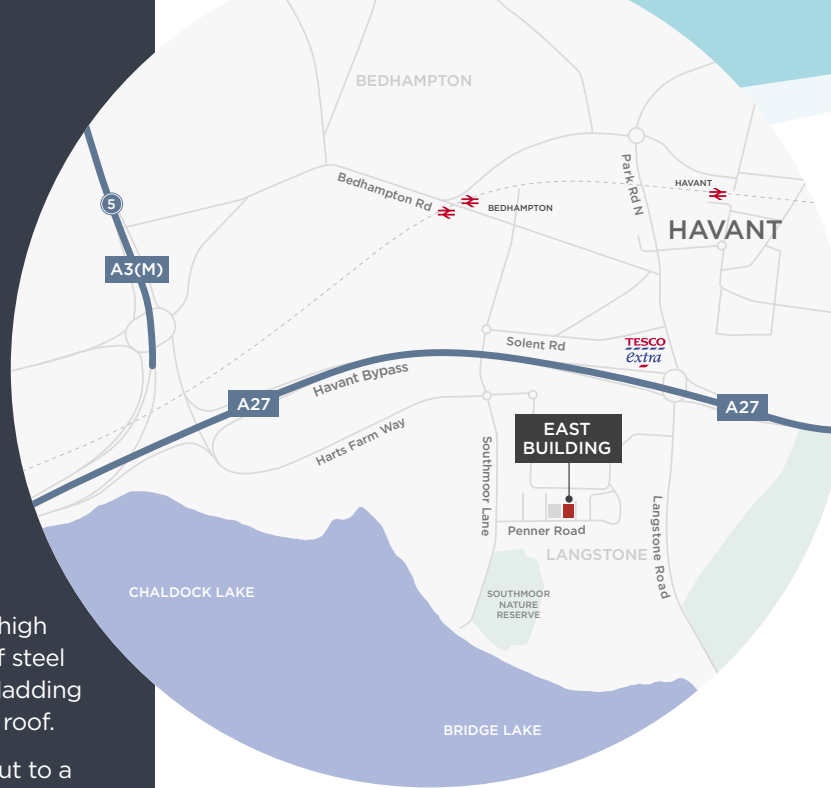 BEDHAMPTON
Bedhampton Rd
BEDHAMPTON
Park Rd N
HAVANT
HAVANT
5
A3(M)
Solent Rd
TESCO
extra
Havant Bypass
A27
A27
Harts Farm Way
EAST
BUILDING
Southmoor Lane
Penner Road
Langstone Road
LANGSTONE
SOUTHMOOR
NATURE
RESERVE
CHALDOCK LAKE
BRIDGE LAKE
high
steel
roof.
ut to a